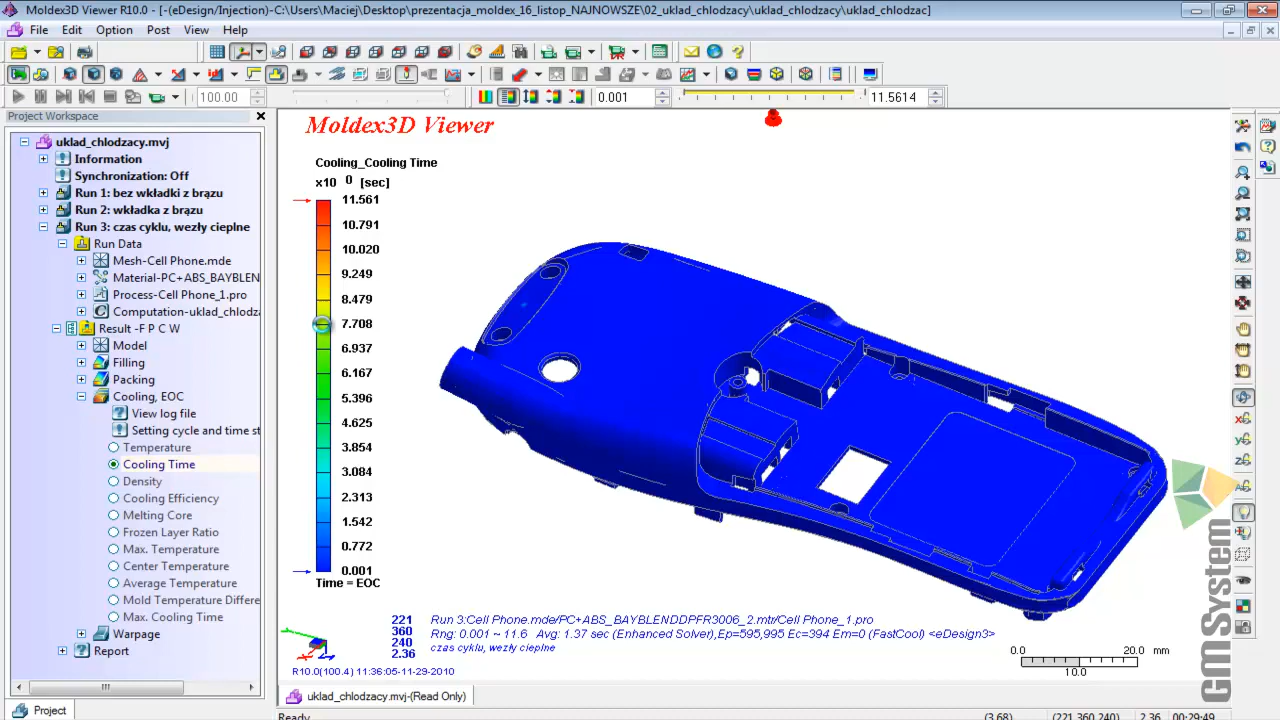 Moldex3D Viewer R10.0 - [-(eDesign/Injection)-C:\Users\Maciej\Desktop\prezentacja_moldex_16_listop_NAJNOWSZE\02_uklad_chlodzacy\uklad_chlodzacy\uklad_chlodzac]
File Edit Option Post View Help
100.00 0.001 11.5614
Project Workspace
uklad_chlodzacy.mvj
Information
Synchronization: Off
Run 1: bez wkładki z brązu
Run 2: wkładka z brązu
Run 3: czas cyklu, wezły cieplne
Run Data
Mesh-Cell Phone.mde
Material-PC+ABS_BAYBLEN
Process-Cell Phone_1.pro
Computation-uklad_chlodza
Result -F P C W
Model
Filling
Packing
Cooling, EOC
View log file
Setting cycle and time st
Temperature
Cooling Time
Density
Cooling Efficiency
Melting Core
Frozen Layer Ratio
Max. Temperature
Center Temperature
Average Temperature
Mold Temperature Differe
Max. Cooling Time
Warpage
Report
Project
Moldex3D Viewer
Cooling_Cooling Time
x10 0 [sec]
11.561
10.791
10.020
9.249
8.479
7.708
6.937
6.167
5.396
4.625
3.854
3.084
2.313
1.542
0.772
0.001
Time = EOC
221 Run 3:Cell Phone.mde/PC+ABS_BAYBLENDDPFR3006_2.mtr/Cell Phone_1.pro
360 Rng: 0.001 ~ 11.6 Avg: 1.37 sec (Enhanced Solver),Ep=595,995 Ec=394 Em=0 (FastCool) <eDesign3>
240 czas cyklu, wezły cieplne
2.36
R10.0(100.4) 11:36:05-11-29-2010
0.0 20.0 mm
10.0
GMSystem
uklad_chlodzacy.mvj-(Read Only)
Ready (3,68) (221,360,240) 2.36 00:29:49